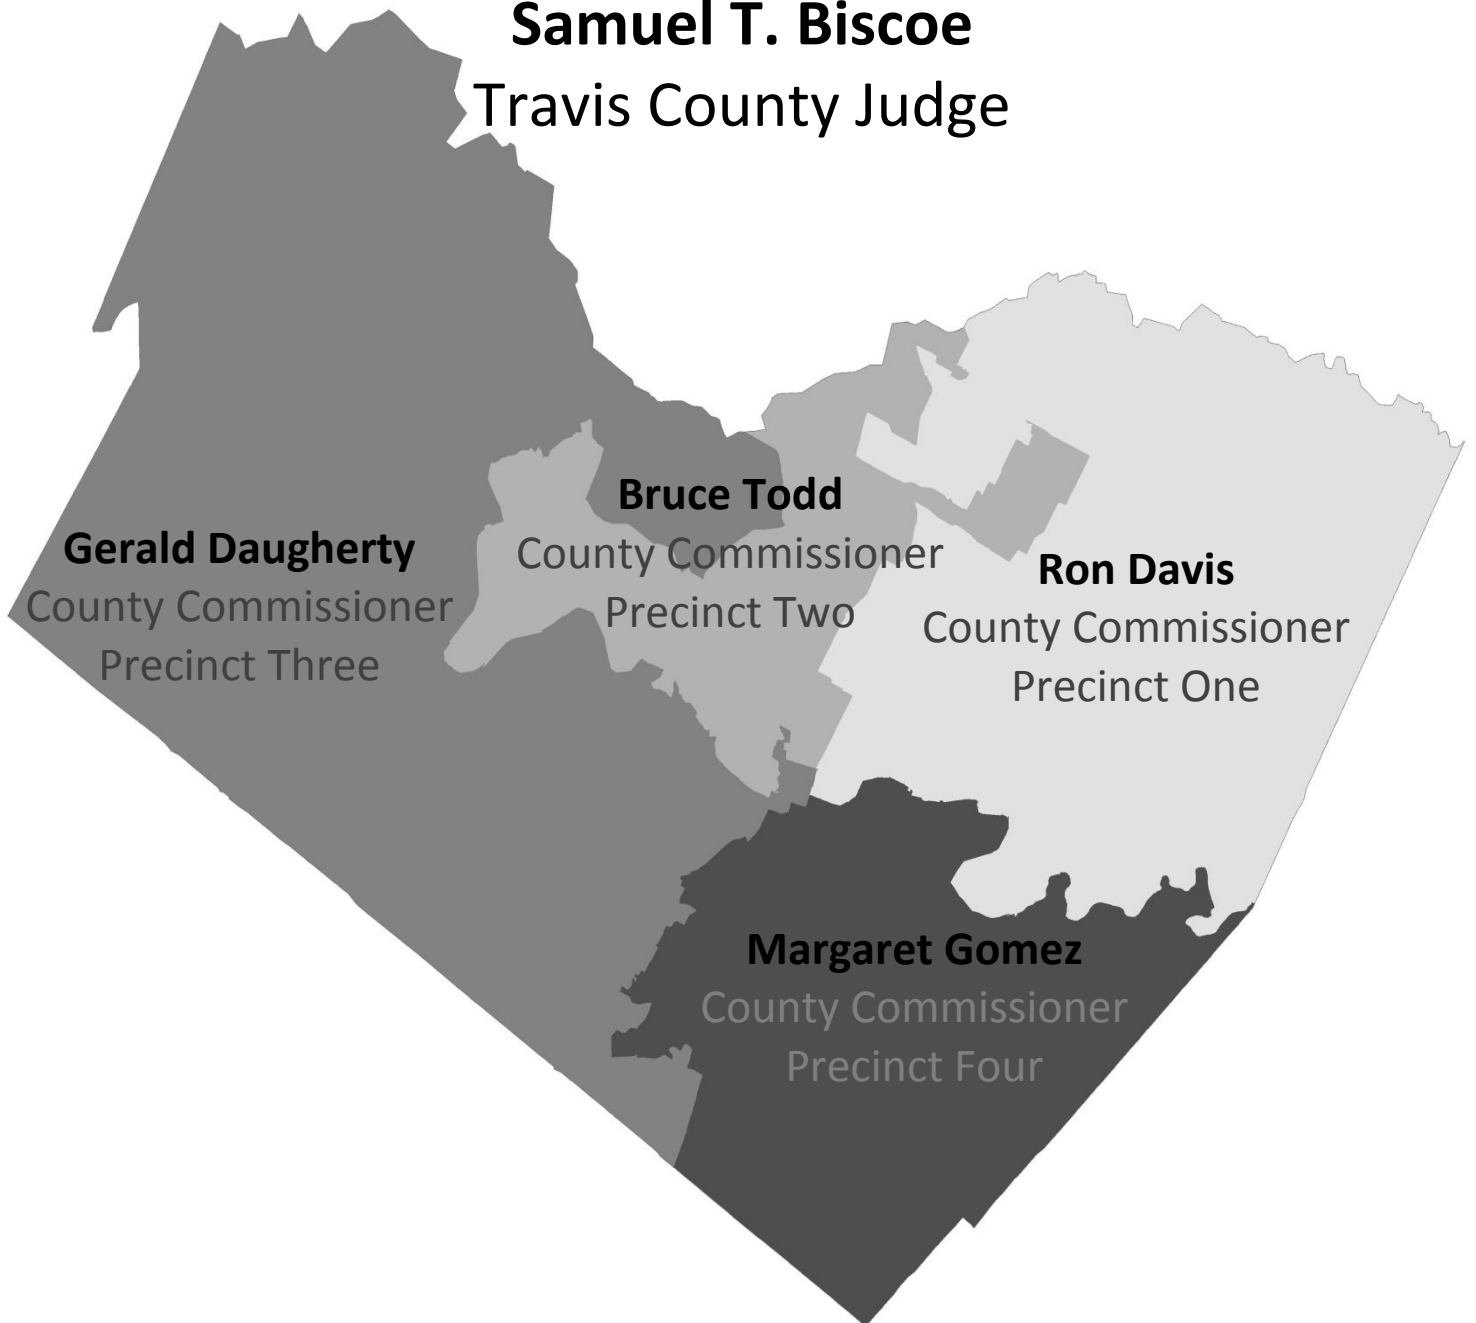 Samuel T. Biscoe
Travis County Judge
Gerald Daugherty
County Commissioner
Precinct Three
Bruce Todd
County Commissioner
Precinct Two
Ron Davis
County Commissioner
Precinct One
Margaret Gomez
County Commissioner
Precinct Four